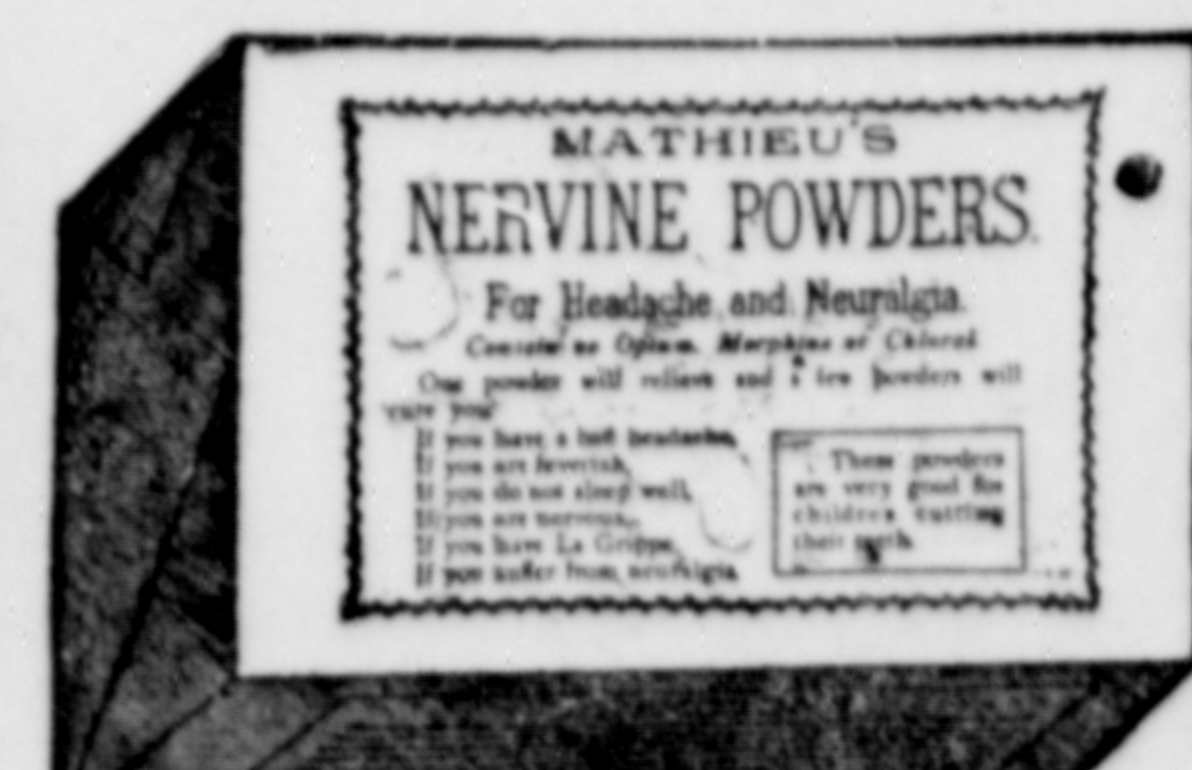 MATHIEU'S
NERVINE POWDERS.
For Headache and Neuralgia.
Contain no Opium, Morphine or Chloral
One powder will relieve and a few powders will
cure you
If you have a bad headache,
If you are feverish,
If you do not sleep well,
If you are nervous,
If you have La Grippe,
If you suffer from neuralgia.
These powders
are very good for
children cutting
their teeth.